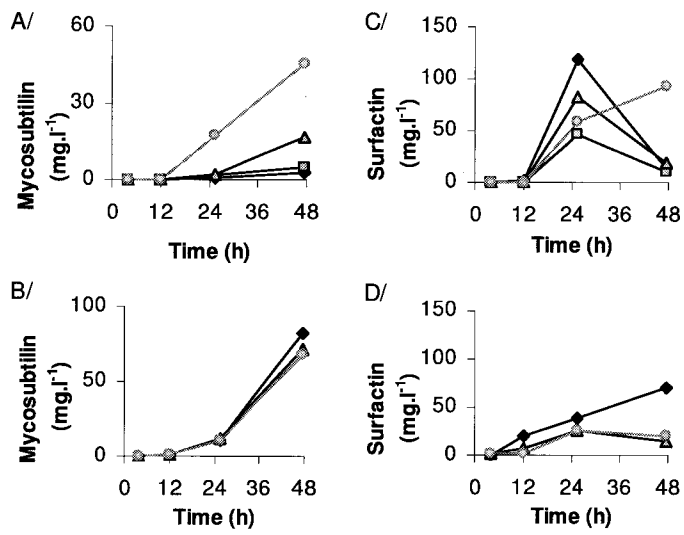 A/
Mycosubtilin
(mg.l⁻¹)
60
30
0
0 12 24 36 48
Time (h)
C/
Surfactin
(mg.l⁻¹)
150
100
50
0
0 12 24 36 48
Time (h)
B/
Mycosubtilin
(mg.l⁻¹)
100
50
0
0 12 24 36 48
Time (h)
D/
Surfactin
(mg.l⁻¹)
150
100
50
0
0 12 24 36 48
Time (h)